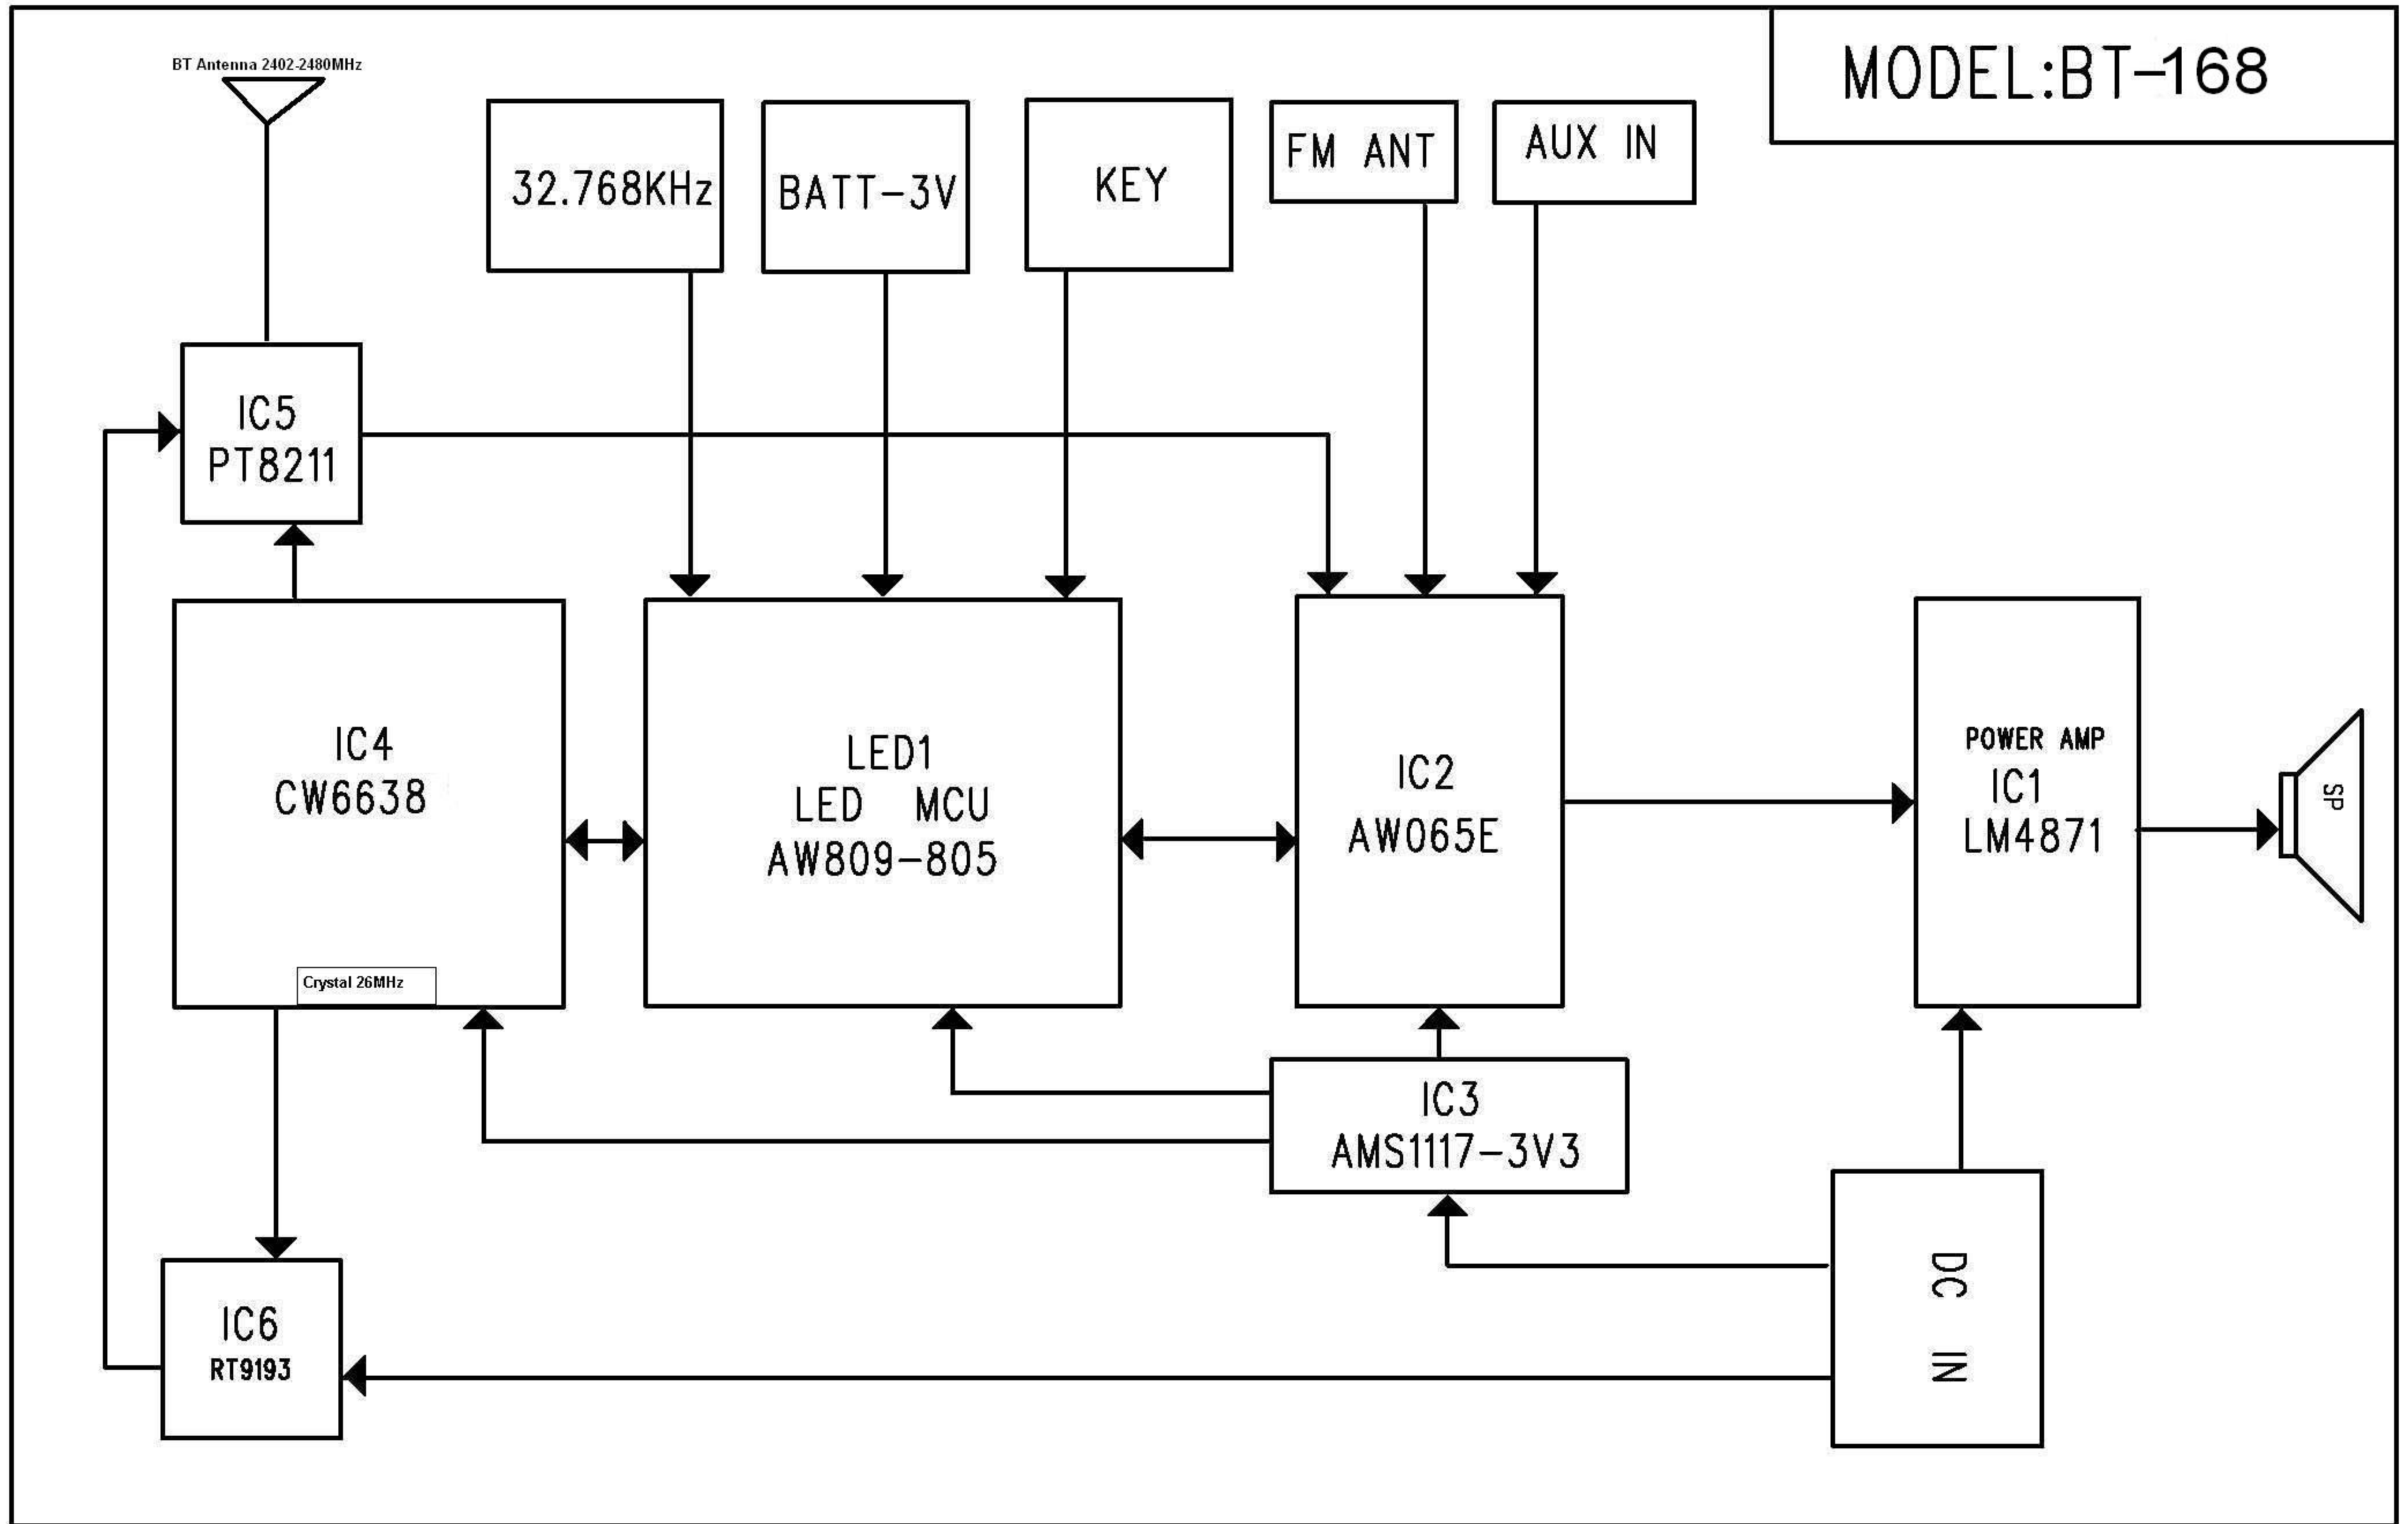 MODEL:BT-168
BT Antenna 2402-2480MHz
32.768KHz
BATT-3V
KEY
FM ANT
AUX IN
IC5
PT8211
IC4
CW6638
Crystal 26MHz
LED1
LED MCU
AW809-805
IC2
AW065E
POWER AMP
IC1
LM4871
SP
IC3
AMS1117-3V3
IC6
RT9193
DC IN